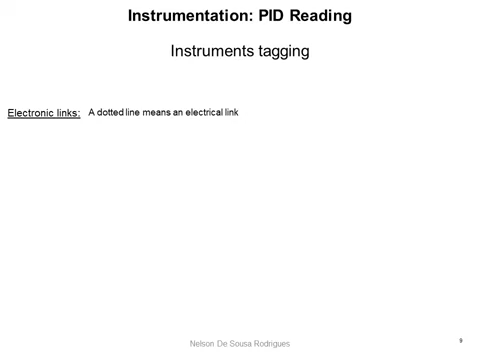 Instrumentation: PID Reading
Instruments tagging
Electronic links: A dotted line means an electrical link
Nelson De Sousa Rodrigues
9